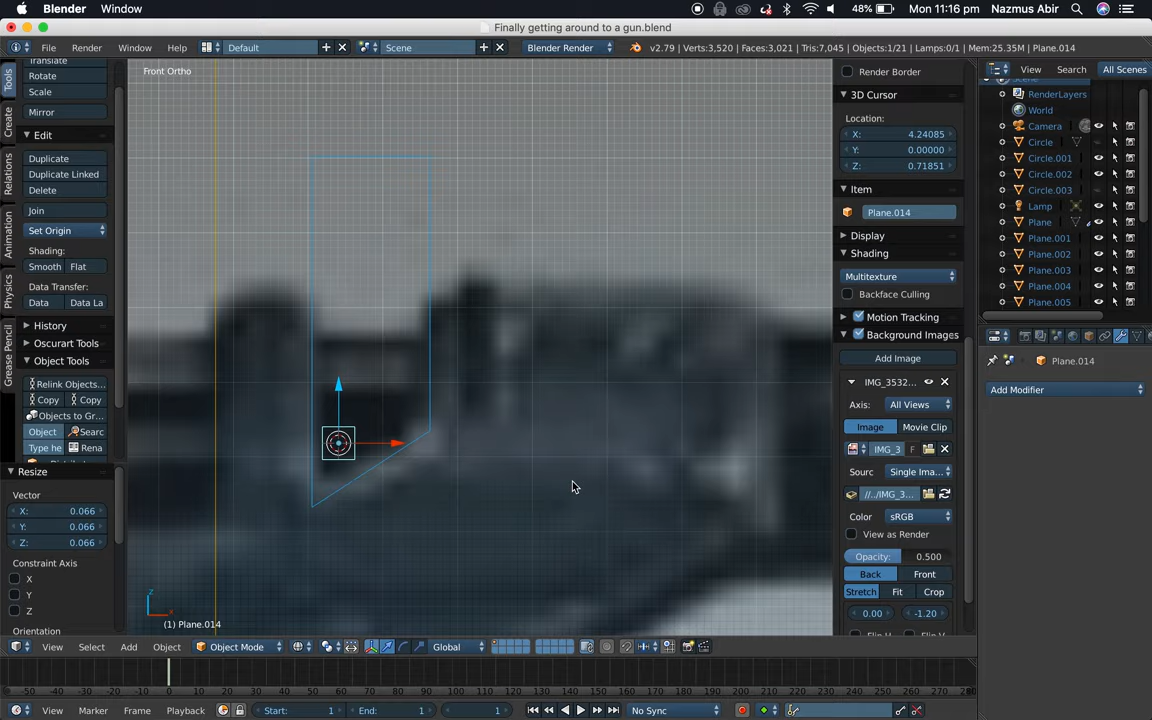 Blender Window 48% Mon 11:16 pm Nazmus Abir
Finally getting around to a gun.blend
File Render Window Help Default Scene Blender Render v2.79 | Verts:3,520 | Faces:3,021 | Tris:7,045 | Objects:1/21 | Lamps:0/1 | Mem:25.35M | Plane.014
Tools
Create
Relations
Animation
Physics
Grease Pencil
Translate
Rotate
Scale
Mirror
Edit
Duplicate
Duplicate Linked
Delete
Join
Set Origin
Shading:
Smooth Flat
Data Transfer:
Data Data La
History
Oscurart Tools
Object Tools
Relink Objects...
Copy Copy
Objects to Gr...
Object Searc
Type he Rena
Resize
Vector
X: 0.066
Y: 0.066
Z: 0.066
Constraint Axis
X
Y
Z
Orientation
Front Ortho
(1) Plane.014
Render Border
3D Cursor
Location:
X: 4.24085
Y: 0.00000
Z: 0.71851
Item
Plane.014
Display
Shading
Multitexture
Backface Culling
Motion Tracking
Background Images
Add Image
IMG_3532...
Axis: All Views
Image Movie Clip
IMG_3 F
Sourc Single Ima...
//../IMG_3...
Color sRGB
View as Render
Opacity: 0.500
Back Front
Stretch Fit Crop
0.00 -1.20
View Search All Scenes
RenderLayers
World
Camera
Circle
Circle.001
Circle.002
Circle.003
Lamp
Plane
Plane.001
Plane.002
Plane.003
Plane.004
Plane.005
Plane.014
Add Modifier
View Select Add Object Object Mode Global
-50 -40 -30 -20 -10 0 10 20 30 40 50 60 70 80 90 100 110 120 130 140 150 160 170 180 190 200 210 220 230 240 250 260 270 280
View Marker Frame Playback Start: 1 End: 1 1 No Sync